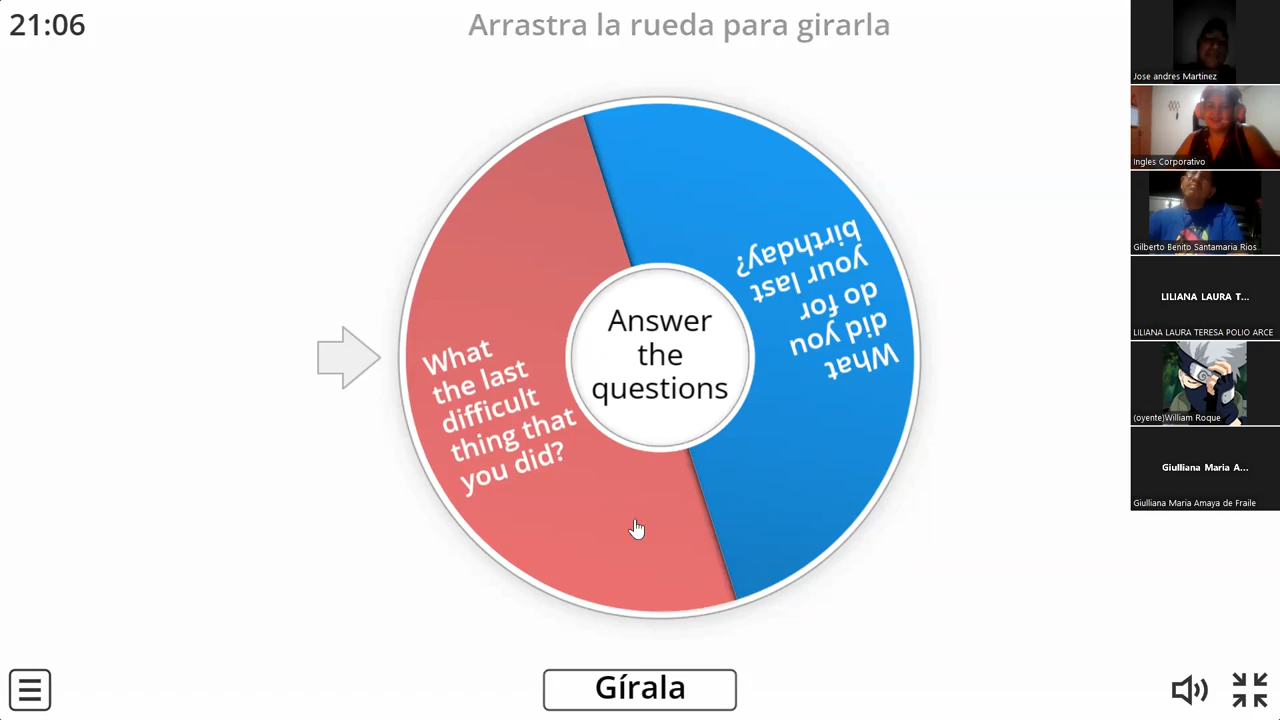 21:06
Arrastra la rueda para girarla
What
the last
difficult
thing that
you did?
Answer
the
questions
What
did you
do for
your last
birthday?
Gírala
Jose andres Martinez
Ingles Corporativo
Gilberto Benito Santamaria Rios
LILIANA LAURA T...
LILIANA LAURA TERESA POLIO ARCE
(oyente)William Roque
Giulliana Maria A...
Giulliana Maria Amaya de Fraile